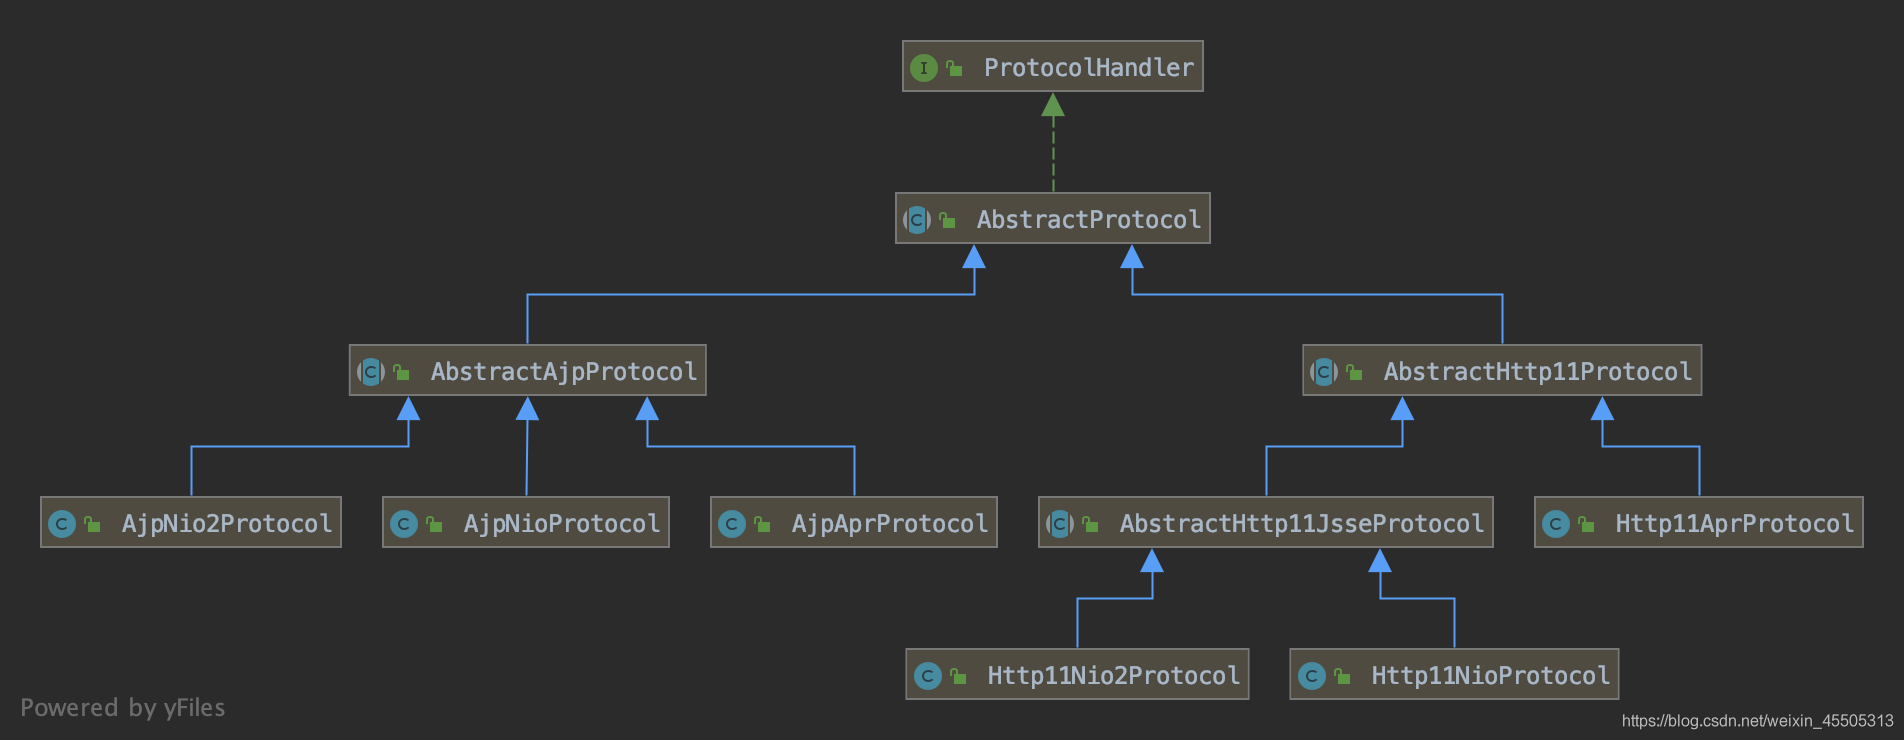 I ProtocolHandler
C AbstractProtocol
C AbstractAjpProtocol
C AbstractHttp11Protocol
C AjpNio2Protocol
C AjpNioProtocol
C AjpAprProtocol
C AbstractHttp11JsseProtocol
C Http11AprProtocol
C Http11Nio2Protocol
C Http11NioProtocol
Powered by yFiles
https://blog.csdn.net/weixin_45505313